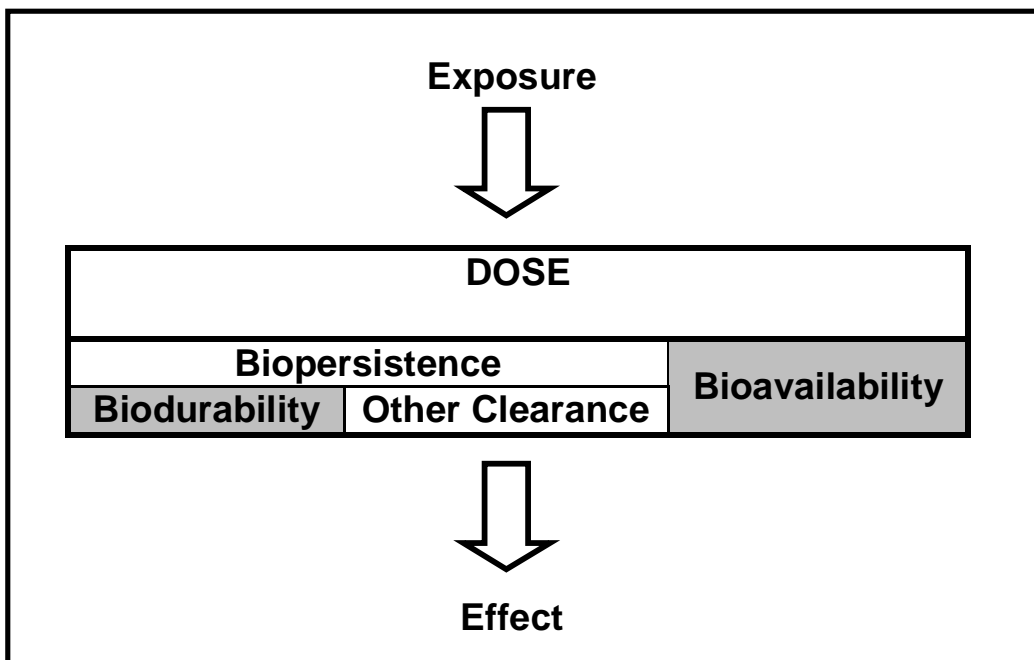 Exposure
DOSE
Biopersistence
Bioavailability
Biodurability
Other Clearance
Effect